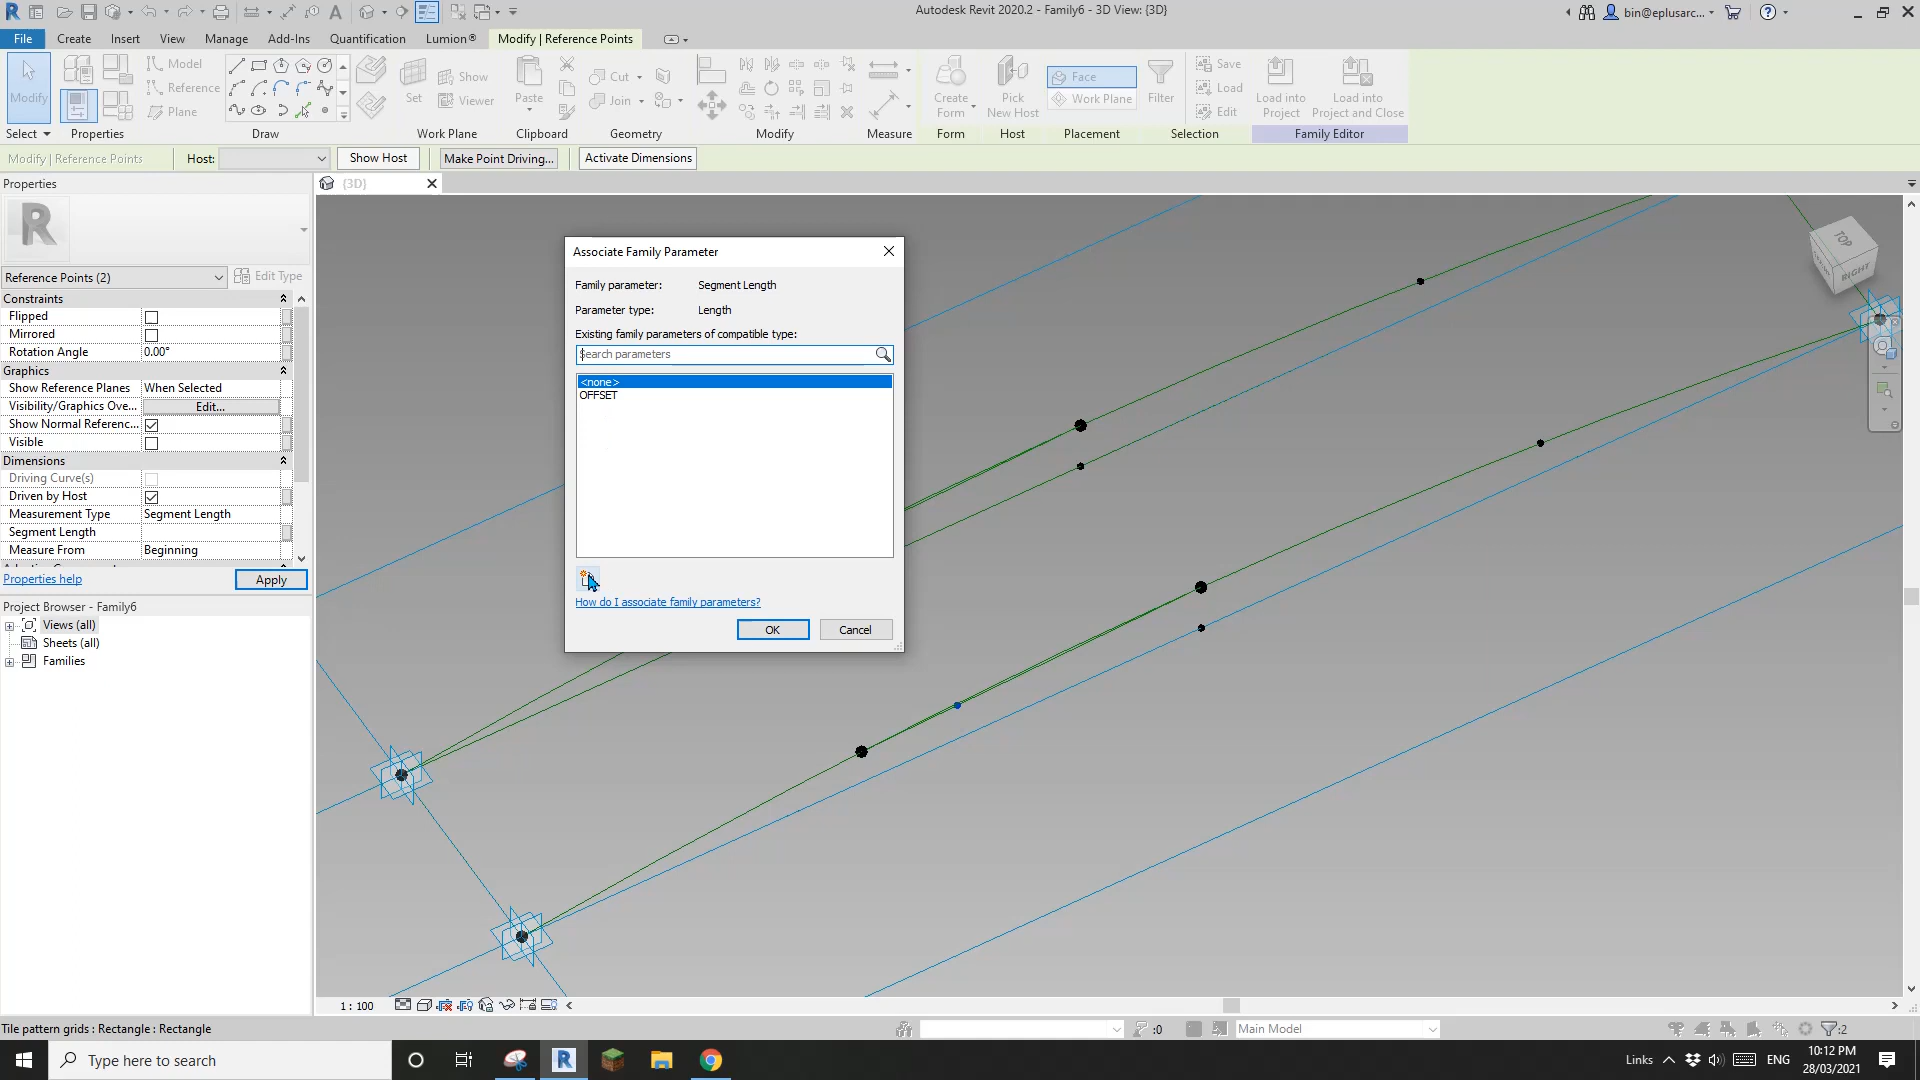 Autodesk Revit 2020.2 - Family6 - 3D View: {3D}
bin@eplusarc...
File Create Insert View Manage Add-Ins Quantification Lumion® Modify | Reference Points
Modify
Select
Properties
Model
Reference
Plane
Draw
Set
Show
Viewer
Work Plane
Paste
Clipboard
Cut
Join
Geometry
Modify
Measure
Create
Form
Form
Pick
New Host
Host
Face
Work Plane
Placement
Filter
Save
Load
Edit
Selection
Load into
Project
Load into
Project and Close
Family Editor
Modify | Reference Points
Host:
Show Host
Make Point Driving...
Activate Dimensions
Properties
{3D}
R
Reference Points (2)
Edit Type
Constraints
Flipped
Mirrored
Rotation Angle 0.00°
Graphics
Show Reference Planes When Selected
Visibility/Graphics Ove... Edit...
Show Normal Referenc...
Visible
Dimensions
Driving Curve(s)
Driven by Host
Measurement Type Segment Length
Segment Length
Measure From Beginning
Properties help
Apply
Project Browser - Family6
Views (all)
Sheets (all)
Families
Associate Family Parameter
Family parameter: Segment Length
Parameter type: Length
Existing family parameters of compatible type:
Search parameters
<none>
OFFSET
How do I associate family parameters?
OK
Cancel
TOP
RIGHT
1 : 100
Tile pattern grids : Rectangle : Rectangle
:0
Main Model
:2
Type here to search
Links
ENG
10:12 PM
28/03/2021